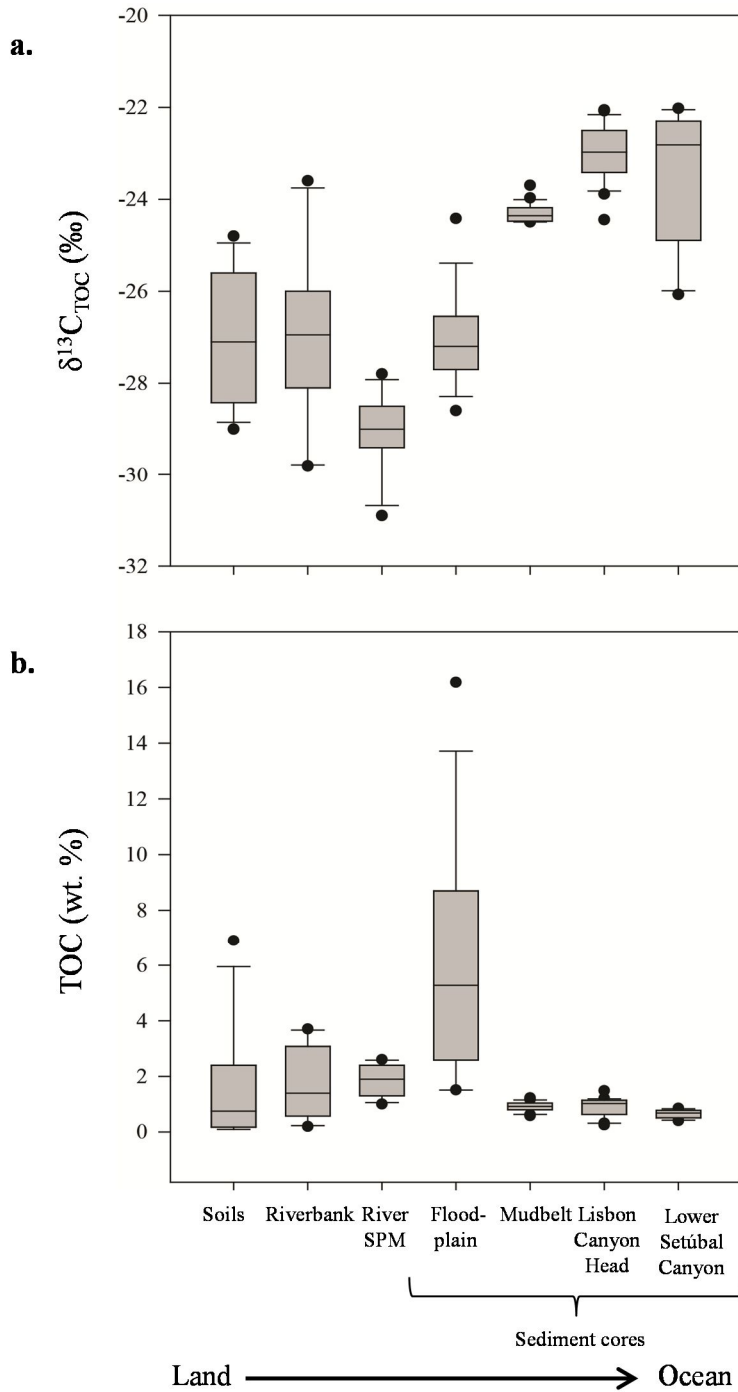 a.
-20
-22
-24
-26
-28
-30
-32
δ¹³C_TOC (‰)
b.
18
16
14
12
10
8
6
4
2
0
TOC (wt. %)
Soils Riverbank River SPM Flood-plain Mudbelt Lisbon Canyon Head Lower Setúbal Canyon
Sediment cores
Land Ocean